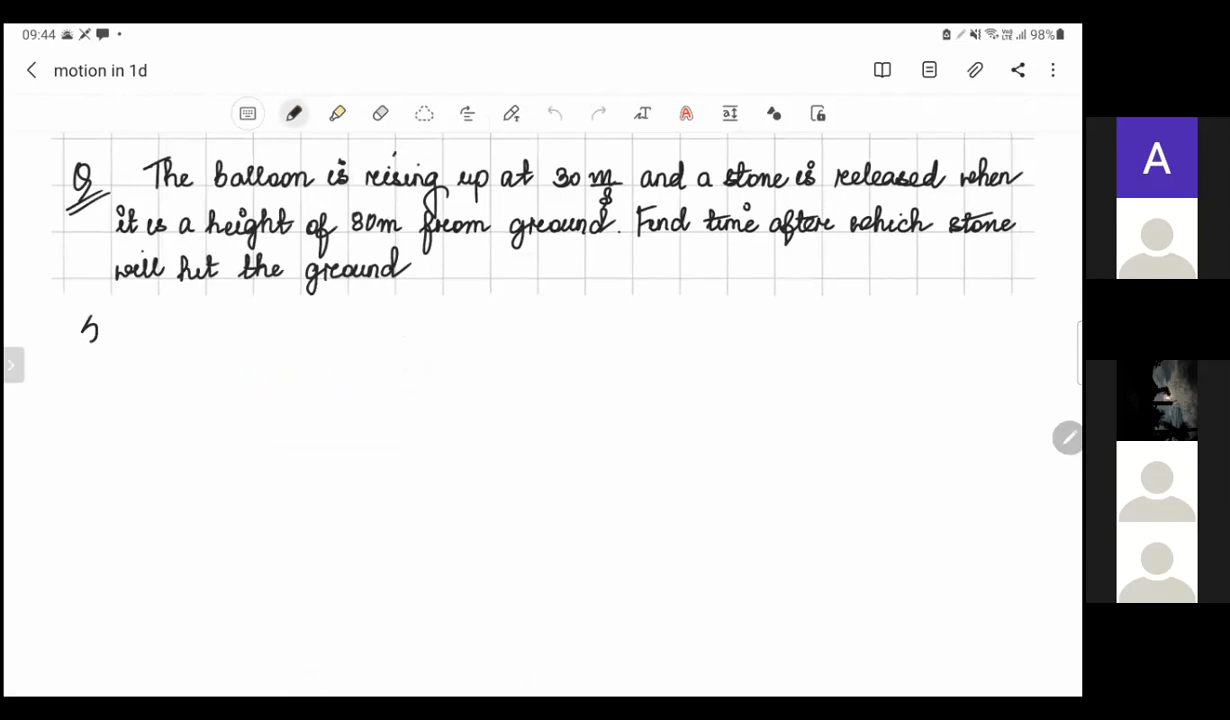 09:44
98%
motion in 1d
Q The balloon is rising up at 30 m/s and a stone is released when
it is a height of 80m from ground. Find time after which stone
will hit the ground
A